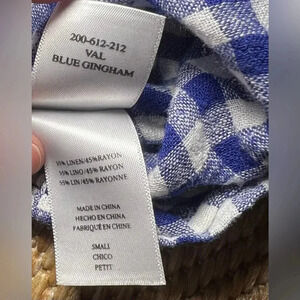 200-612-212
VAL
BLUE GINGHAM
55% LINEN/45% RAYON
55% LINO/45% RAYON
55% LIN/45% RAYONNE
MADE IN CHINA
HECHO EN CHINA
FABRIQUÉ EN CHINE
SMALL
CHICO
PETIT